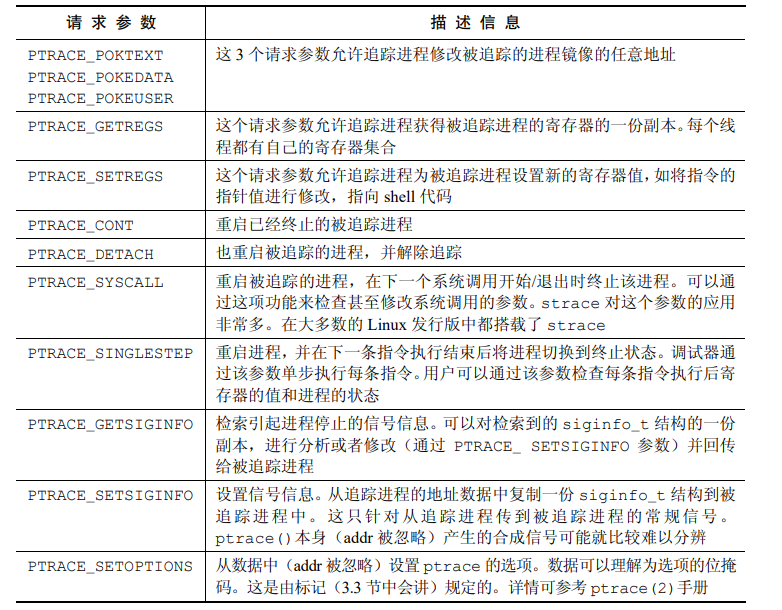 请求参数 描述信息
PTRACE_POKTEXT 这 3 个请求参数允许追踪进程修改被追踪的进程镜像的任意地址
PTRACE_POKEDATA
PTRACE_POKEUSER
PTRACE_GETREGS 这个请求参数允许追踪进程获得被追踪进程的寄存器的一份副本。每个线
程都有自己的寄存器集合
PTRACE_SETREGS 这个请求参数允许追踪进程为被追踪进程设置新的寄存器值,如将指令的
指针值进行修改,指向 shell 代码
PTRACE_CONT 重启已经终止的被追踪进程
PTRACE_DETACH 也重启被追踪的进程,并解除追踪
PTRACE_SYSCALL 重启被追踪的进程,在下一个系统调用开始/退出时终止该进程。可以通
过这项功能来检查甚至修改系统调用的参数。strace 对这个参数的应用
非常多。在大多数的 Linux 发行版中都搭载了 strace
PTRACE_SINGLESTEP 重启进程,并在下一条指令执行结束后将进程切换到终止状态。调试器通
过该参数单步执行每条指令。用户可以通过该参数检查每条指令执行后寄
存器的值和进程的状态
PTRACE_GETSIGINFO 检索引起进程停止的信号信息。可以对检索到的 siginfo_t 结构的一份
副本,进行分析或者修改(通过 PTRACE_ SETSIGINFO 参数)并回传
给被追踪进程
PTRACE_SETSIGINFO 设置信号信息。从追踪进程的地址数据中复制一份 siginfo_t 结构到被
追踪进程中。这只针对从追踪进程传到被追踪进程的常规信号。
ptrace()本身(addr 被忽略)产生的合成信号可能就比较难以分辨
PTRACE_SETOPTIONS 从数据中(addr 被忽略)设置 ptrace 的选项。数据可以理解为选项的位掩
码。这是由标记(3.3 节中会讲)规定的。详情可参考 ptrace(2)手册